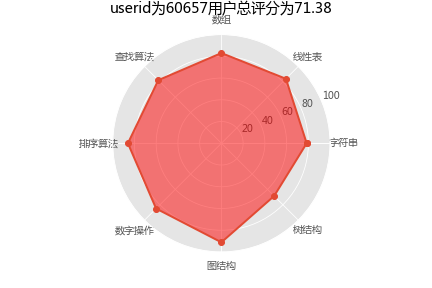 userid为60657用户总评分为71.38
数组
查找算法
线性表
100
80
60
40
20
排序算法
字符串
数字操作
树结构
图结构